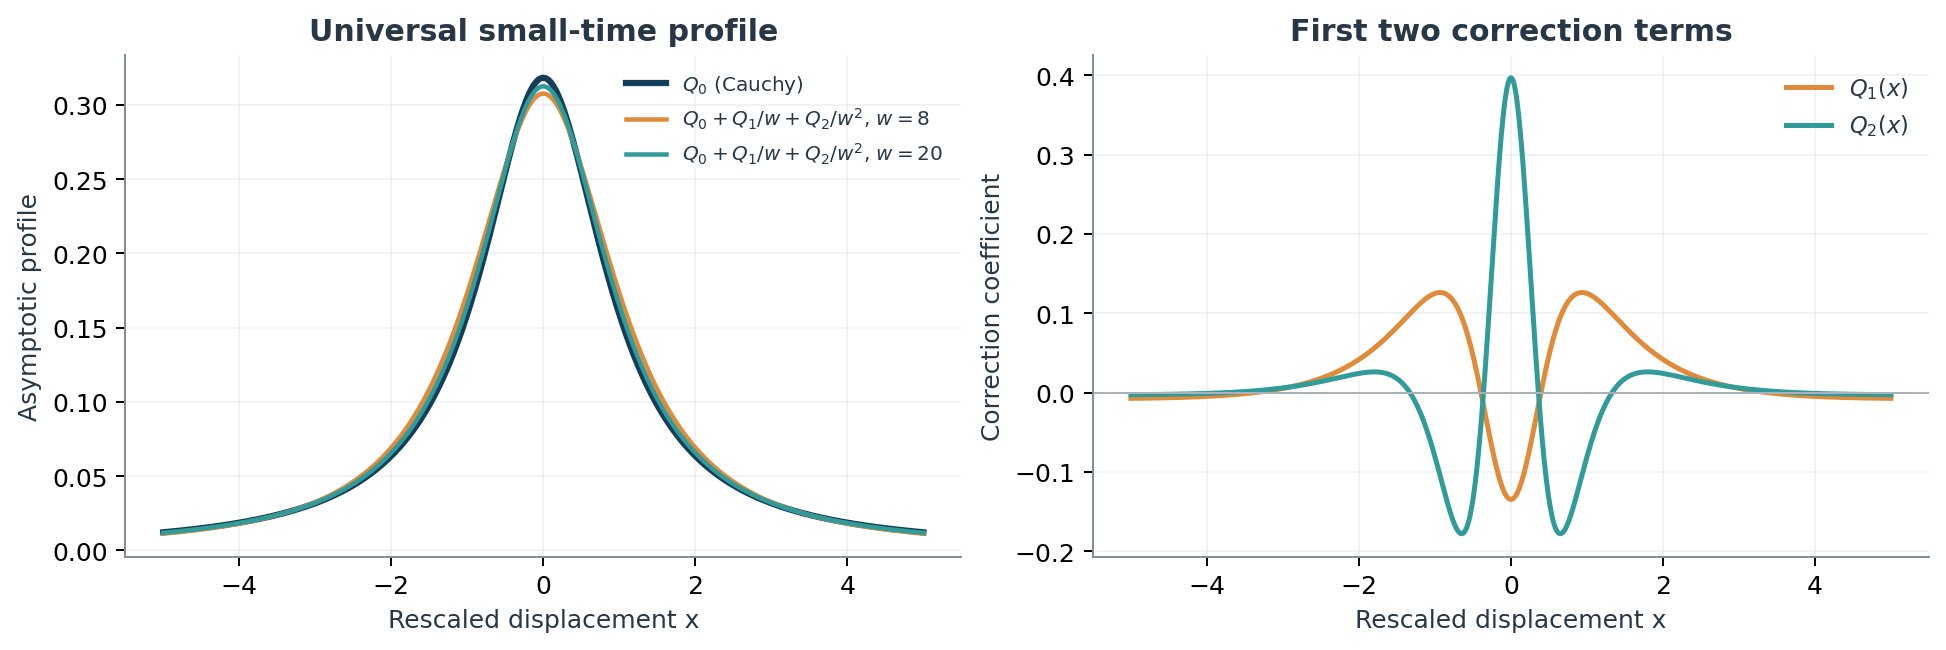 Universal small-time profile
Asymptotic profile
0.30
0.25
0.20
0.15
0.10
0.05
0.00
−4
−2
0
2
4
Rescaled displacement x
Q₀ (Cauchy)
Q₀ + Q₁/w + Q₂/w², w = 8
Q₀ + Q₁/w + Q₂/w², w = 20
First two correction terms
Correction coefficient
0.4
0.3
0.2
0.1
0.0
−0.1
−0.2
−4
−2
0
2
4
Rescaled displacement x
Q₁(x)
Q₂(x)